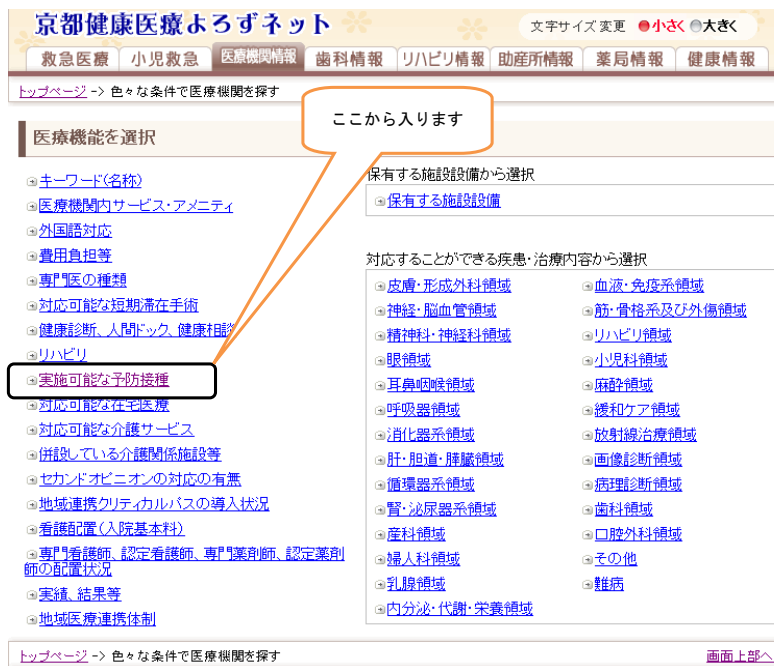 京都健康医療よろずネット
文字サイズ変更 小さく 大きく
救急医療 小児救急 医療機関情報 歯科情報 リハビリ情報 助産所情報 薬局情報 健康情報
トップページ -> 色々な条件で医療機関を探す
ここから入ります
医療機能を選択
キーワード(名称)
医療機関内サービス・アメニティ
外国語対応
費用負担等
専門医の種類
対応可能な短期滞在手術
健康診断、人間ドック、健康相談
リハビリ
実施可能な予防接種
対応可能な在宅医療
対応可能な介護サービス
併設している介護関係施設等
セカンドオピニオンの対応の有無
地域連携クリティカルパスの導入状況
看護配置(入院基本料)
専門看護師、認定看護師、専門薬剤師、認定薬剤
師の配置状況
実績、結果等
地域医療連携体制
保有する施設設備から選択
保有する施設設備
対応することができる疾患・治療内容から選択
皮膚・形成外科領域
神経・脳血管領域
精神科・神経科領域
眼領域
耳鼻咽喉領域
呼吸器領域
消化器系領域
肝・胆道・膵臓領域
循環器系領域
腎・泌尿器系領域
産科領域
婦人科領域
乳腺領域
内分泌・代謝・栄養領域
血液・免疫系領域
筋・骨格系及び外傷領域
リハビリ領域
小児科領域
麻酔領域
緩和ケア領域
放射線治療領域
画像診断領域
病理診断領域
歯科領域
口腔外科領域
その他
難病
トップページ -> 色々な条件で医療機関を探す
画面上部へ